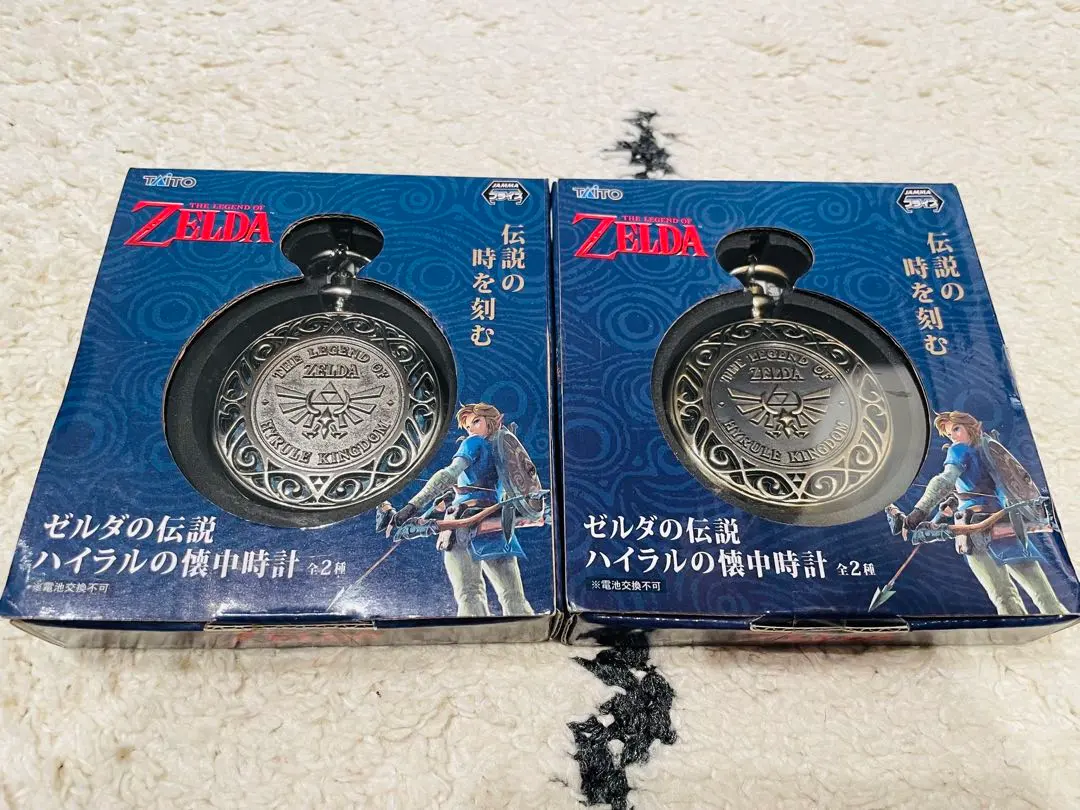 TAITO
JAMMA
プライズ
THE LEGEND OF
ZELDA
伝説の
時を刻む
THE LEGEND OF
ZELDA
HYRULE KINGDOM
ゼルダの伝説
ハイラルの懐中時計 全2種
※電池交換不可
TAITO
JAMMA
プライズ
THE LEGEND OF
ZELDA
伝説の
時を刻む
THE LEGEND OF
ZELDA
HYRULE KINGDOM
ゼルダの伝説
ハイラルの懐中時計 全2種
※電池交換不可